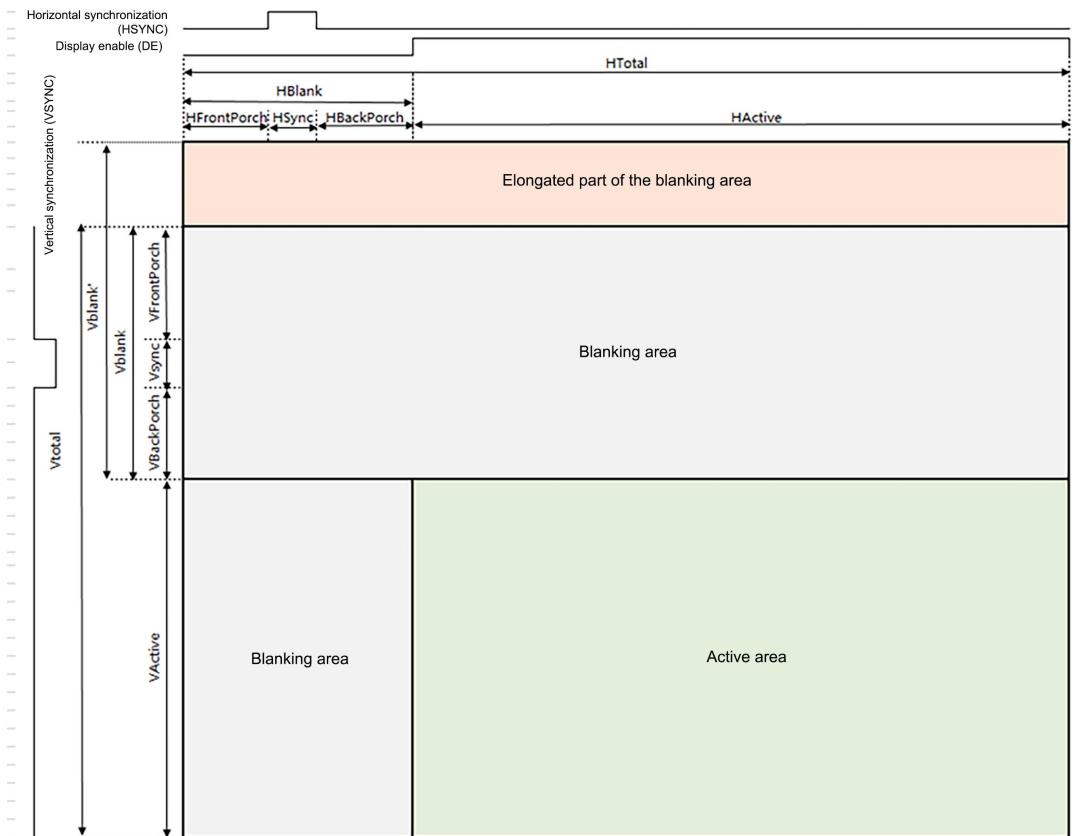 Horizontal synchronization
(HSYNC)
Display enable (DE)
HTotal
HBlank
HFrontPorch
HSync
HBackPorch
HActive
Vertical synchronization (VSYNC)
Elongated part of the blanking area
Vblank'
Vblank
VFrontPorch
Vsync
VBackPorch
Blanking area
Vtotal
VActive
Blanking area
Active area